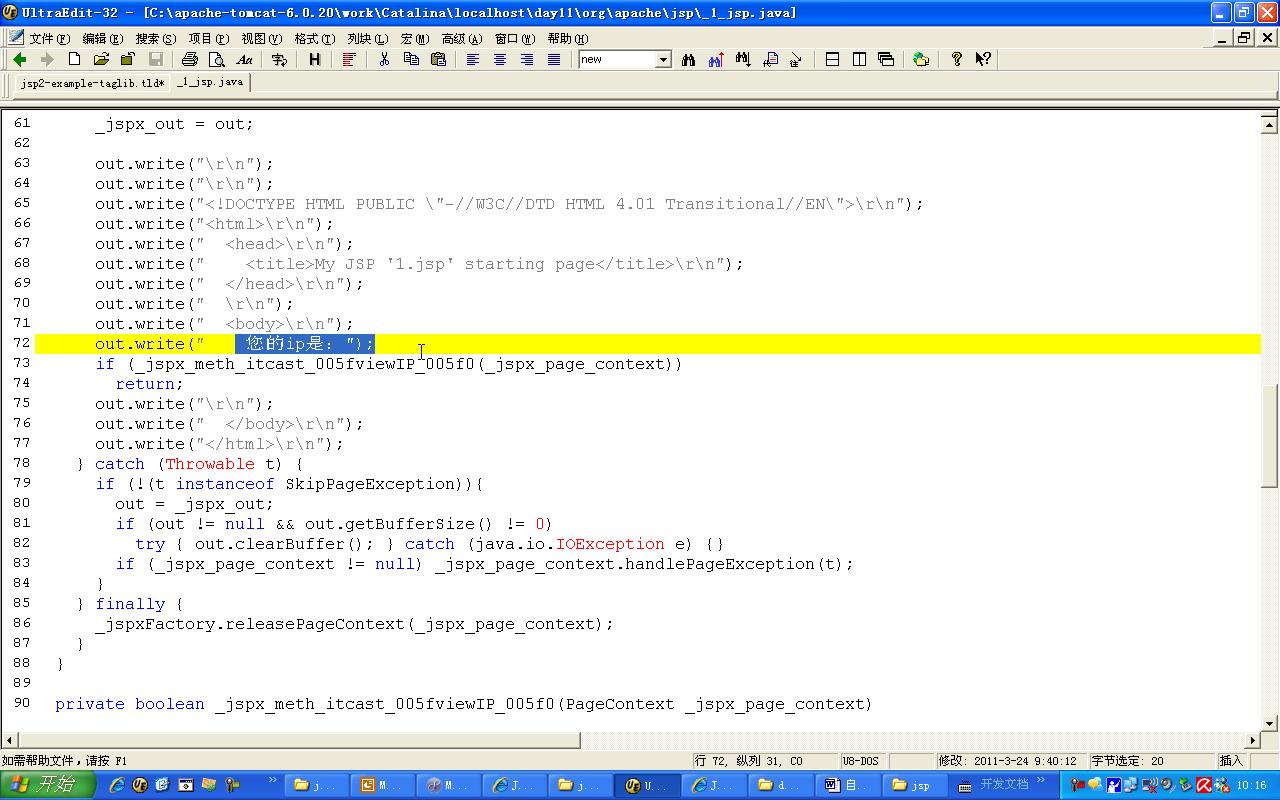 UltraEdit-32 - [C:\apache-tomcat-6.0.20\work\Catalina\localhost\day11\org\apache\jsp\_1_jsp.java]
文件(F) 编辑(E) 搜索(S) 项目(P) 视图(V) 格式(T) 列块(L) 宏(M) 高级(A) 窗口(W) 帮助(H)
new
jsp2-example-taglib.tld* _1_jsp.java
61 _jspx_out = out;
62
63 out.write("\r\n");
64 out.write("\r\n");
65 out.write("<!DOCTYPE HTML PUBLIC \"-//W3C//DTD HTML 4.01 Transitional//EN\">\r\n");
66 out.write("<html>\r\n");
67 out.write("  <head>\r\n");
68 out.write("    <title>My JSP '1.jsp' starting page</title>\r\n");
69 out.write("  </head>\r\n");
70 out.write("  \r\n");
71 out.write("  <body>\r\n");
72 out.write("    您的ip是：");
73 if (_jspx_meth_itcast_005fviewIP_005f0(_jspx_page_context))
74 return;
75 out.write("\r\n");
76 out.write("  </body>\r\n");
77 out.write("</html>\r\n");
78 } catch (Throwable t) {
79 if (!(t instanceof SkipPageException)){
80 out = _jspx_out;
81 if (out != null && out.getBufferSize() != 0)
82 try { out.clearBuffer(); } catch (java.io.IOException e) {}
83 if (_jspx_page_context != null) _jspx_page_context.handlePageException(t);
84 }
85 } finally {
86 _jspxFactory.releasePageContext(_jspx_page_context);
87 }
88 }
89
90 private boolean _jspx_meth_itcast_005fviewIP_005f0(PageContext _jspx_page_context)
如需帮助文件，请按 F1 行 72, 纵列 31, C0 U8-DOS 修改: 2011-3-24 9:40:12 字节选定: 20 插入
开始 j... M... M... J... j... U... J... d... 自... jsp 开发文档 10:16